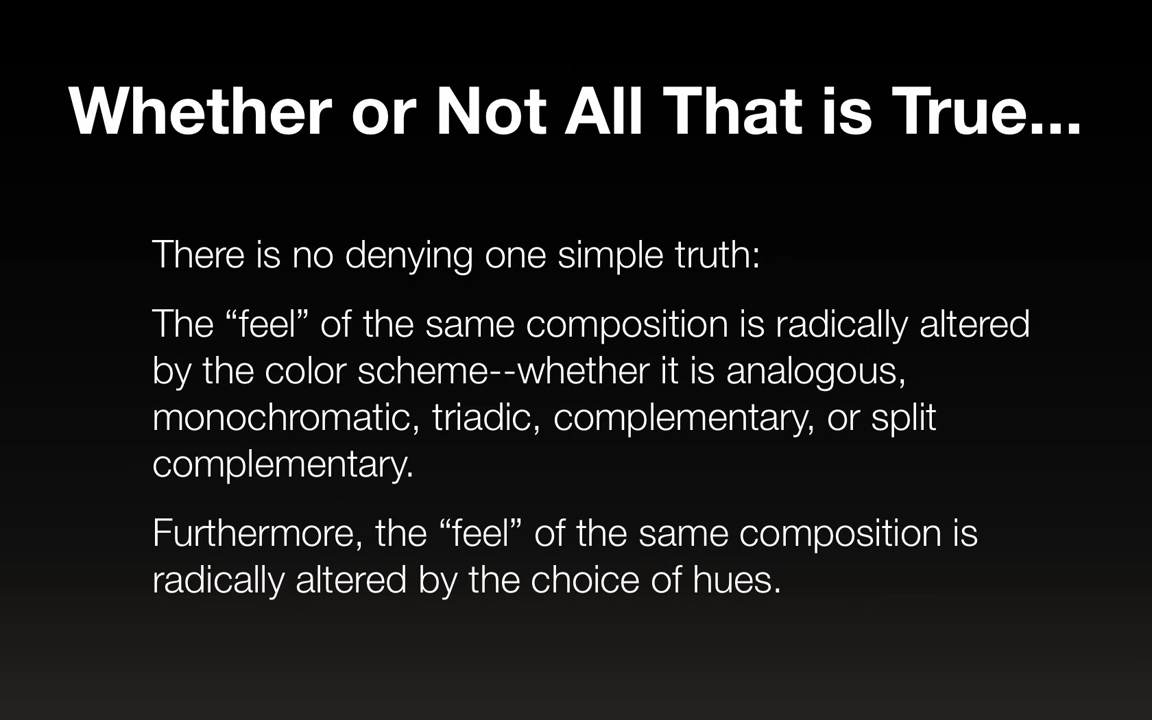 Whether or Not All That is True...
There is no denying one simple truth:
The “feel” of the same composition is radically altered
by the color scheme--whether it is analogous,
monochromatic, triadic, complementary, or split
complementary.
Furthermore, the “feel” of the same composition is
radically altered by the choice of hues.